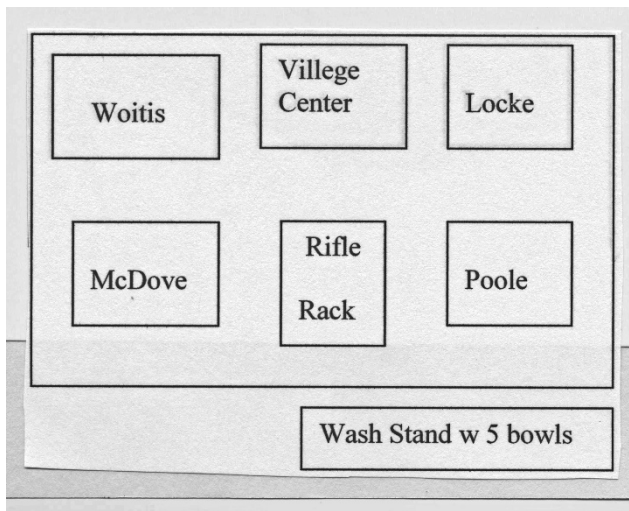 Woitis
Villege
Center
Locke
McDove
Rifle
Rack
Poole
Wash Stand w 5 bowls